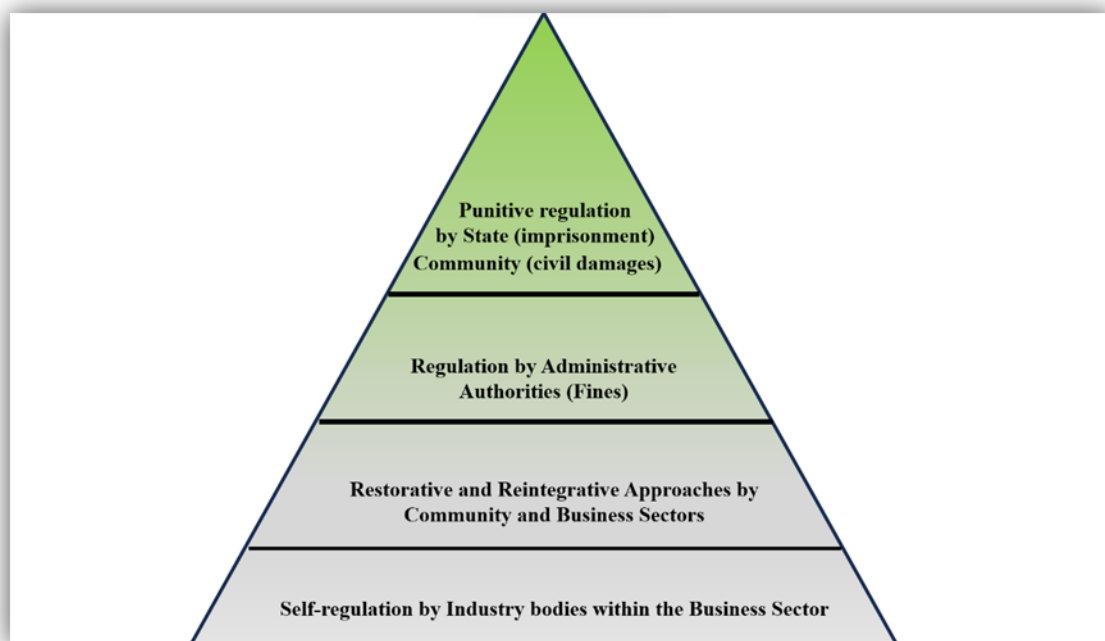 Punitive regulation
by State (imprisonment)
Community (civil damages)
Regulation by Administrative
Authorities (Fines)
Restorative and Reintegrative Approaches by
Community and Business Sectors
Self-regulation by Industry bodies within the Business Sector